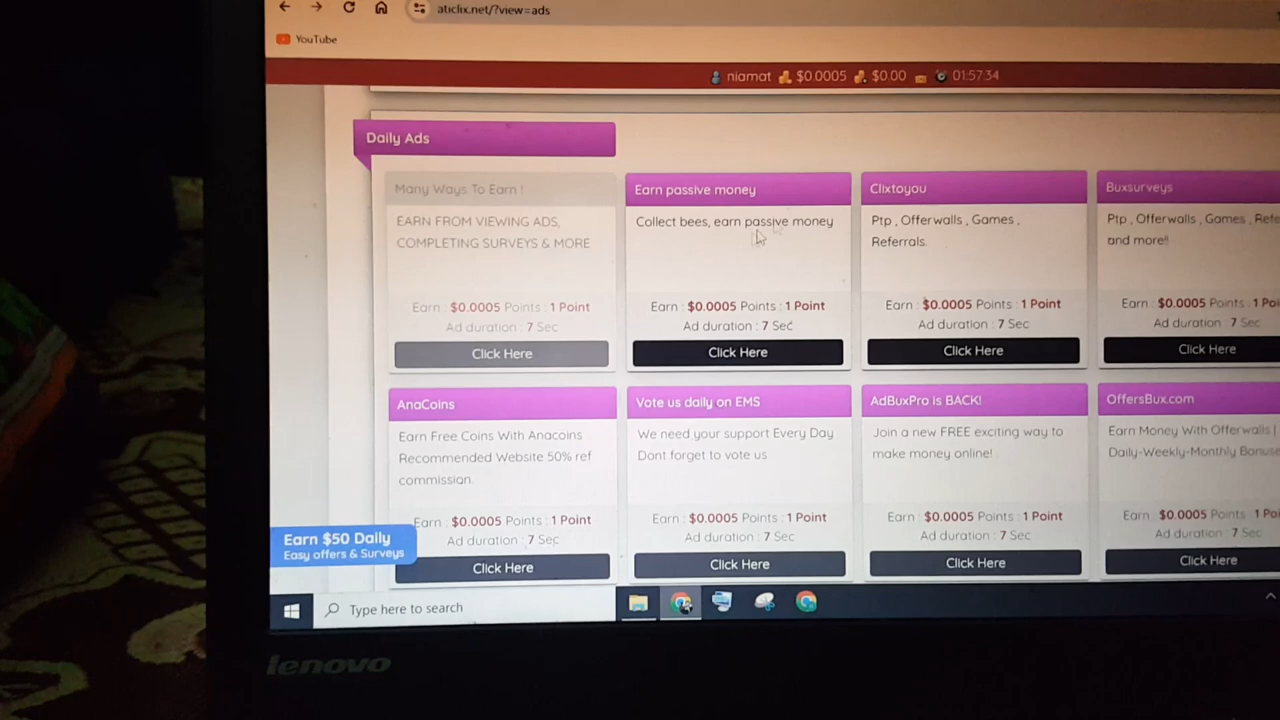 aticlix.net/?view=ads
YouTube
niamat $0.0005 $0.00 01:57:34
Daily Ads
Many Ways To Earn !
EARN FROM VIEWING ADS,
COMPLETING SURVEYS & MORE
Earn : $0.0005 Points : 1 Point
Ad duration : 7 Sec
Click Here
Earn passive money
Collect bees, earn passive money
Earn : $0.0005 Points : 1 Point
Ad duration : 7 Sec
Click Here
Clixtoyou
Ptp , Offerwalls , Games ,
Referrals.
Earn : $0.0005 Points : 1 Point
Ad duration : 7 Sec
Click Here
Buxsurveys
Ptp , Offerwalls , Games , Refe
and more!!
Earn : $0.0005 Points : 1 Poi
Ad duration : 7 Sec
Click Here
AnaCoins
Earn Free Coins With Anacoins
Recommended Website 50% ref
commission.
Earn : $0.0005 Points : 1 Point
Ad duration : 7 Sec
Click Here
Vote us daily on EMS
We need your support Every Day
Dont forget to vote us
Earn : $0.0005 Points : 1 Point
Ad duration : 7 Sec
Click Here
AdBuxPro is BACK!
Join a new FREE exciting way to
make money online!
Earn : $0.0005 Points : 1 Point
Ad duration : 7 Sec
Click Here
OffersBux.com
Earn Money With Offerwalls |
Daily-Weekly-Monthly Bonuse
Earn : $0.0005 Points : 1 Poi
Ad duration : 7 Sec
Click Here
Earn $50 Daily
Easy offers & Surveys
Type here to search
lenovo